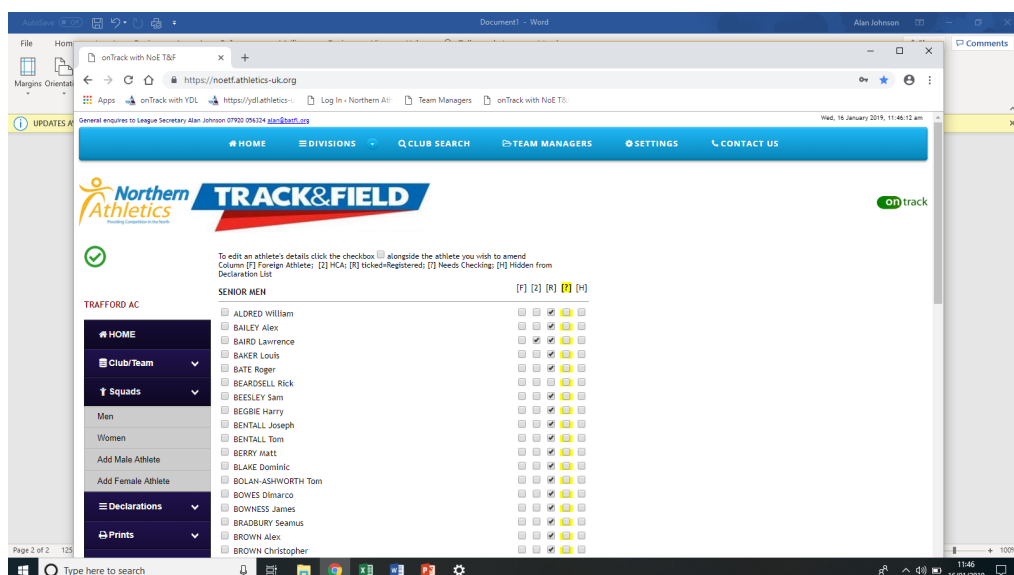 AutoSave Off
Document1 - Word
Alan Johnson
File
Hom
Comments
Margins Orientati
UPDATES A
onTrack with NoE T&F
https://noetf.athletics-uk.org
Apps onTrack with YDL https://ydl.athletics-u Log In ‹ Northern Ath Team Managers onTrack with NoE T&
General enquires to League Secretary Alan Johnson 07920 056324 alan@batfl.org
Wed, 16 January 2019, 11:46:12 am
HOME DIVISIONS CLUB SEARCH TEAM MANAGERS SETTINGS CONTACT US
Northern
Athletics
Providing Competition in the North
TRACK&FIELD
on track
To edit an athlete's details click the checkbox alongside the athlete you wish to amend
Column [F] Foreign Athlete; [2] HCA; [R] ticked=Registered; [?] Needs Checking; [H] Hidden from
Declaration List
SENIOR MEN [F] [2] [R] [?] [H]
TRAFFORD AC
HOME
Club/Team
Squads
Men
Women
Add Male Athlete
Add Female Athlete
Declarations
Prints
ALDRED William
BAILEY Alex
BAIRD Lawrence
BAKER Louis
BATE Roger
BEARDSELL Rick
BEESLEY Sam
BEGBIE Harry
BENTALL Joseph
BENTALL Tom
BERRY Matt
BLAKE Dominic
BOLAN-ASHWORTH Tom
BOWES Dimarco
BOWNESS James
BRADBURY Seamus
BROWN Alex
BROWN Christopher
Page 2 of 2 125
100%
Type here to search
11:46
16/01/2019